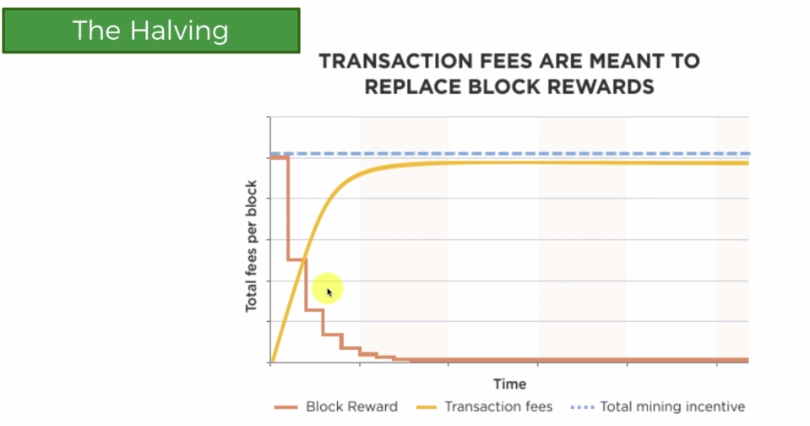 The Halving
TRANSACTION FEES ARE MEANT TO
REPLACE BLOCK REWARDS
Total fees per block
Time
Block Reward
Transaction fees
Total mining incentive